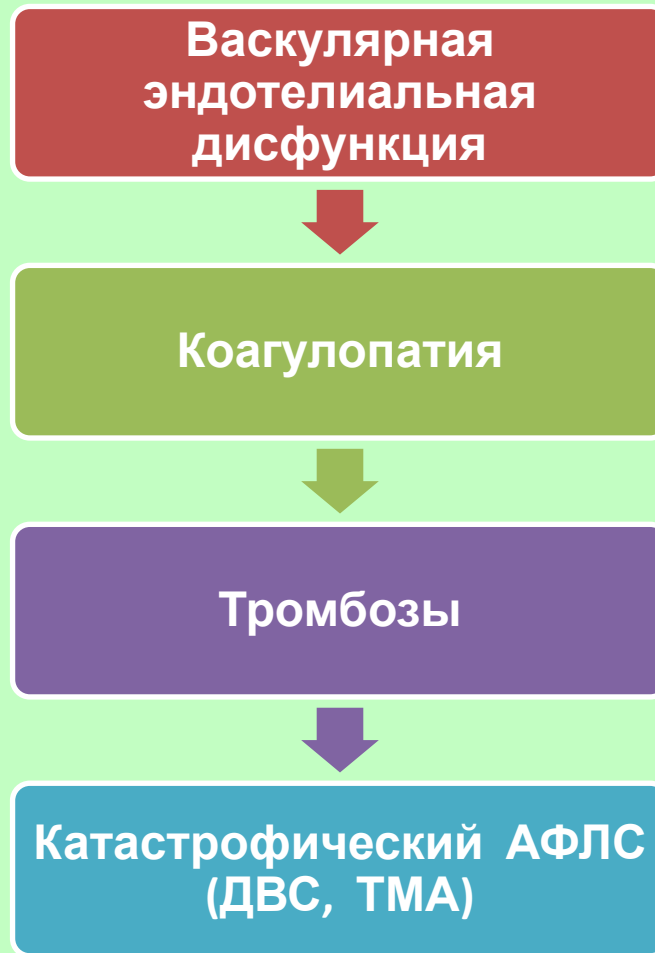 Васкулярная
эндотелиальная
дисфункция
Коагулопатия
Тромбозы
Катастрофический АФЛС
(ДВС, ТМА)